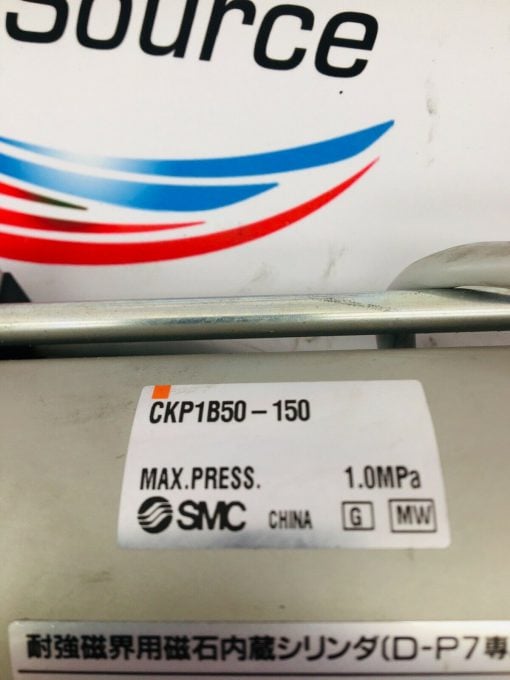 Source
CKP1B50-150
MAX.PRESS. 1.0MPa
SMC CHINA G MW
耐強磁界用磁石内蔵シリンダ(D-P7専